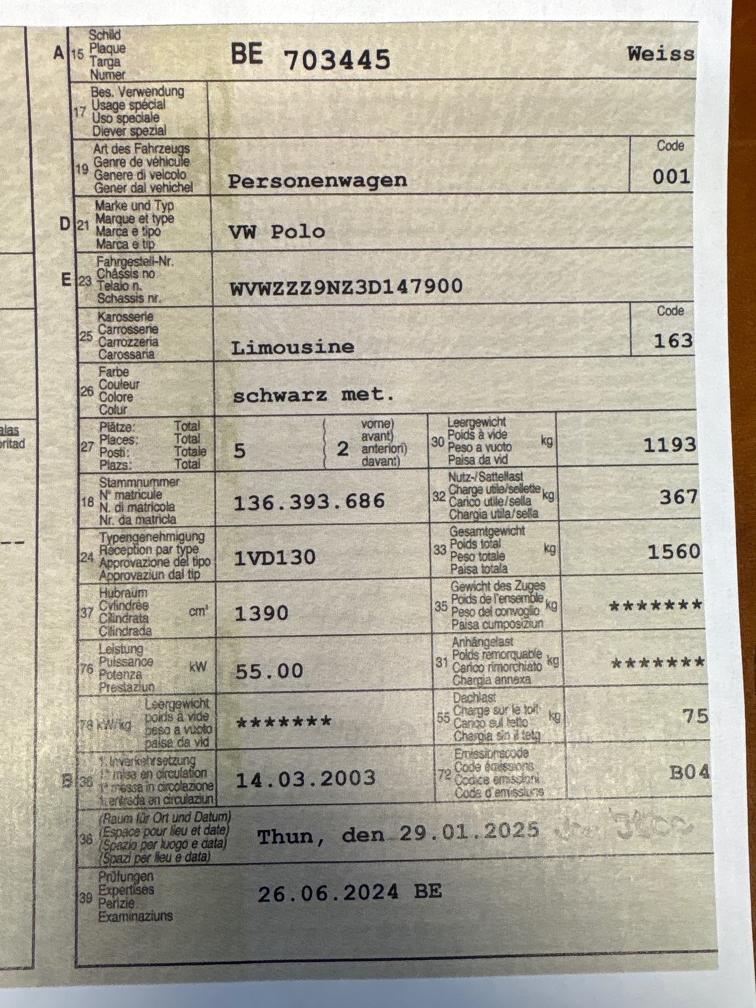 A 15 Schild
Plaque
Targa
Numer
BE 703445 Weiss
17 Bes. Verwendung
Usage spécial
Uso speciale
Diever spezial
19 Art des Fahrzeugs
Genre de véhicule
Genere di veicolo
Gener dal vehichel
Personenwagen
Code
001
D 21 Marke und Typ
Marque et type
Marca e tipo
Marca e tip
VW Polo
E 23 Fahrgestell-Nr.
Châssis no
Telaio n.
Schassis nr.
WVWZZZ9NZ3D147900
25 Karosserie
Carrosserie
Carrozzeria
Carossaria
Limousine
Code
163
26 Farbe
Couleur
Colore
Colur
schwarz met.
alas
oritad
27 Plätze: Total
Places: Total
Posti: Totale
Plazs: Total
5
2
vorne)
avant)
anteriori)
davant)
30 Leergewicht
Poids à vide
Peso a vuoto
Paisa da vid
kg
1193
18 Stammnummer
N° matricule
N. di matricola
Nr. da matricla
136.393.686
32 Nutz-/Sattellast
Charge utile/sellette
Carico utile/sella
Chargia utila/sella
kg
367
24 Typengenehmigung
Réception par type
Approvazione del tipo
Approvaziun dal tip
1VD130
33 Gesamtgewicht
Poids total
Peso totale
Paisa totala
kg
1560
--
37 Hubraum
Cylindrée
Cilindrata
Cilindrada
cm³
1390
35 Gewicht des Zuges
Poids de l'ensemble
Peso del convoglio
Paisa cumposiziun
kg
*******
76 Leistung
Puissance
Potenza
Prestaziun
kW
55.00
31 Anhängelast
Poids remorquable
Carico rimorchiato
Chargia annexa
kg
*******
78 kW/kg Leergewicht
poids à vide
peso a vuoto
paisa da vid
*******
55 Dachlast
Charge sur le toit
Carico sul tetto
Chargia sin il tetg
kg
75
B 36 1. Inverkehrsetzung
1re mise en circulation
1a messa in circolazione
1. entrada en circulaziun
14.03.2003
72 Emissionscode
Code émissions
Codice emissioni
Code d'emissiuns
B04
38 (Raum für Ort und Datum)
(Espace pour lieu et date)
(Spazio per luogo e data)
(Spazi per lieu e data)
Thun, den 29.01.2025
39 Prüfungen
Expertises
Perizie
Examinaziuns
26.06.2024 BE